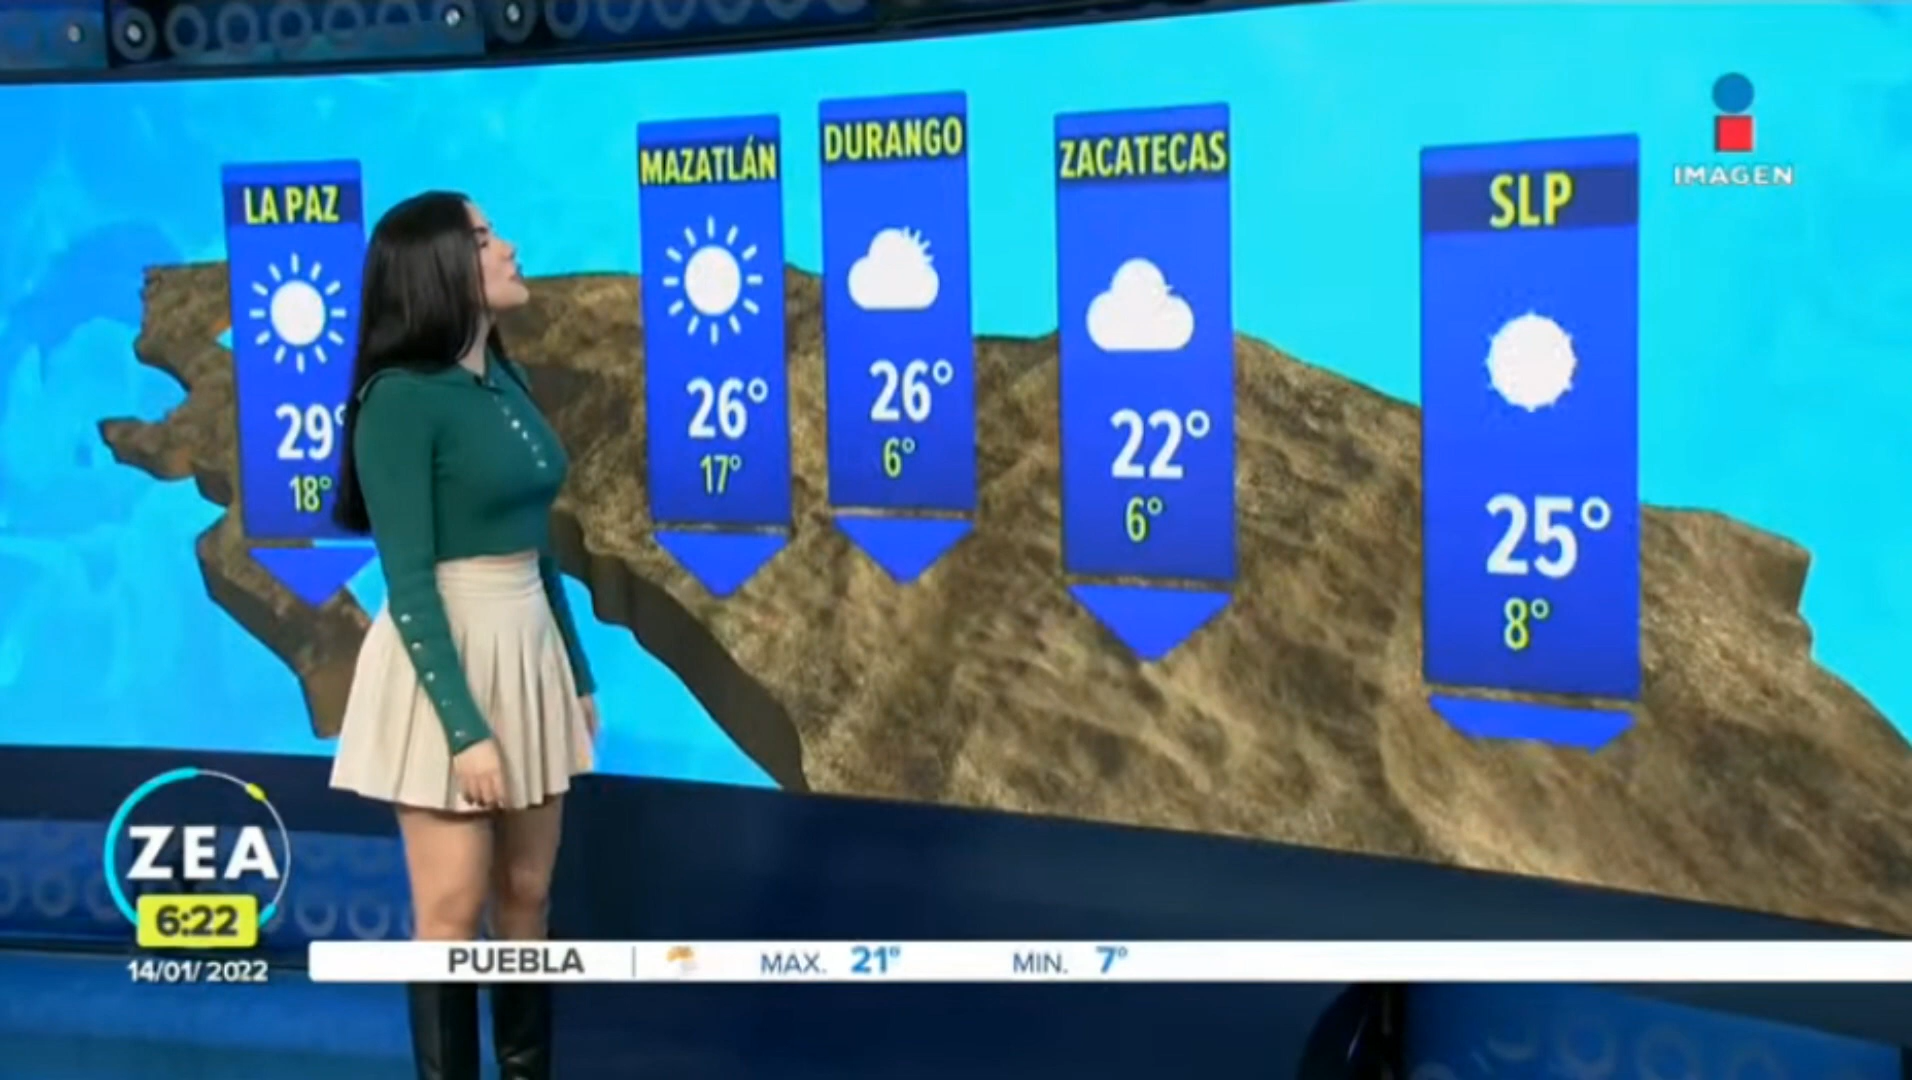 LA PAZ
29°
18°
MAZATLÁN
26°
17°
DURANGO
26°
6°
ZACATECAS
22°
6°
SLP
25°
8°
IMAGEN
ZEA
6:22
14/01/2022
PUEBLA MAX. 21° MIN. 7°